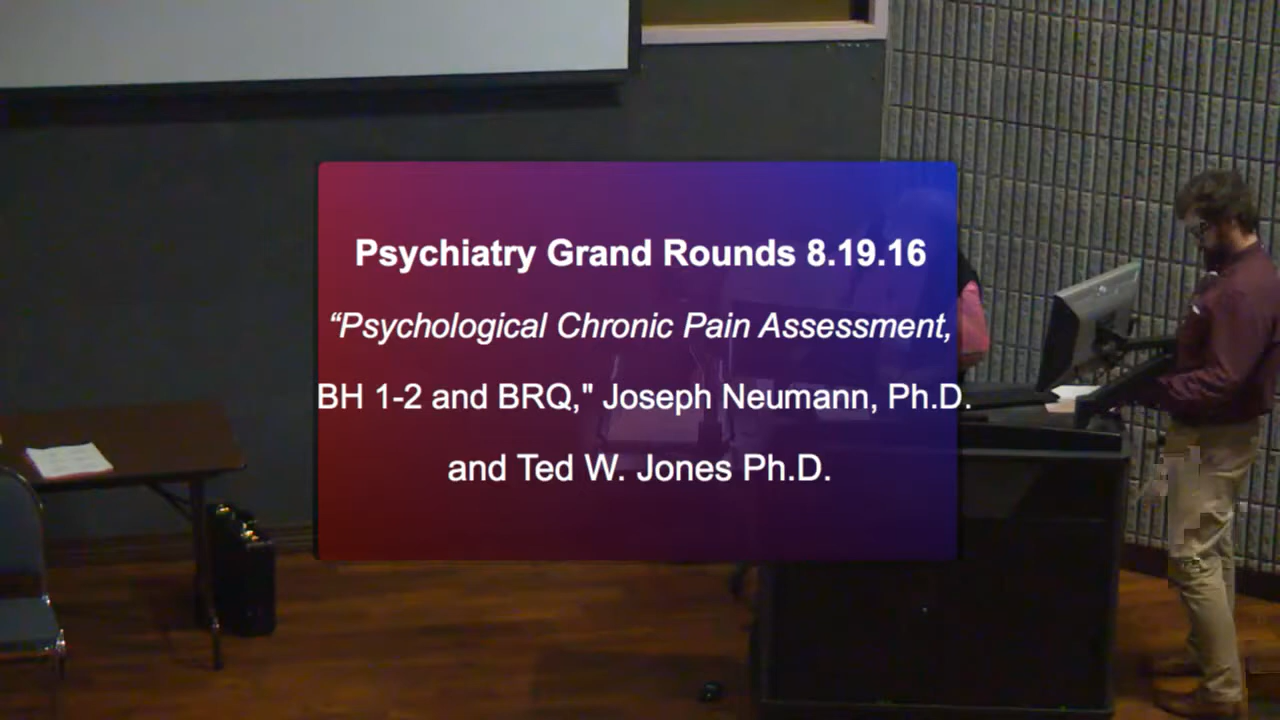 Psychiatry Grand Rounds 8.19.16
“Psychological Chronic Pain Assessment,
BH 1-2 and BRQ," Joseph Neumann, Ph.D.
and Ted W. Jones Ph.D.